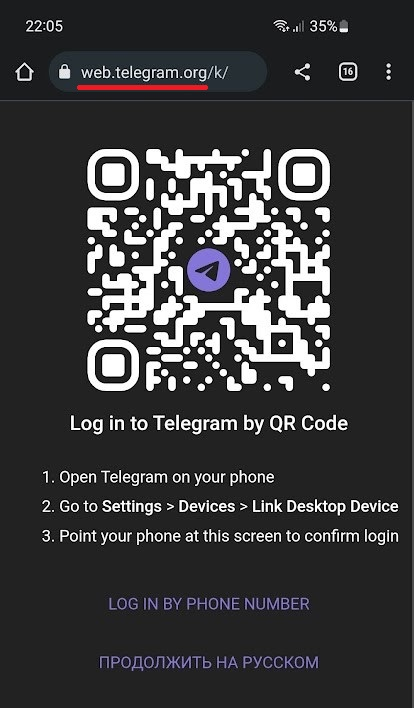 22:05
35%
web.telegram.org/k/
16
Log in to Telegram by QR Code
1. Open Telegram on your phone
2. Go to Settings > Devices > Link Desktop Device
3. Point your phone at this screen to confirm login
LOG IN BY PHONE NUMBER
ПРОДОЛЖИТЬ НА РУССКОМ